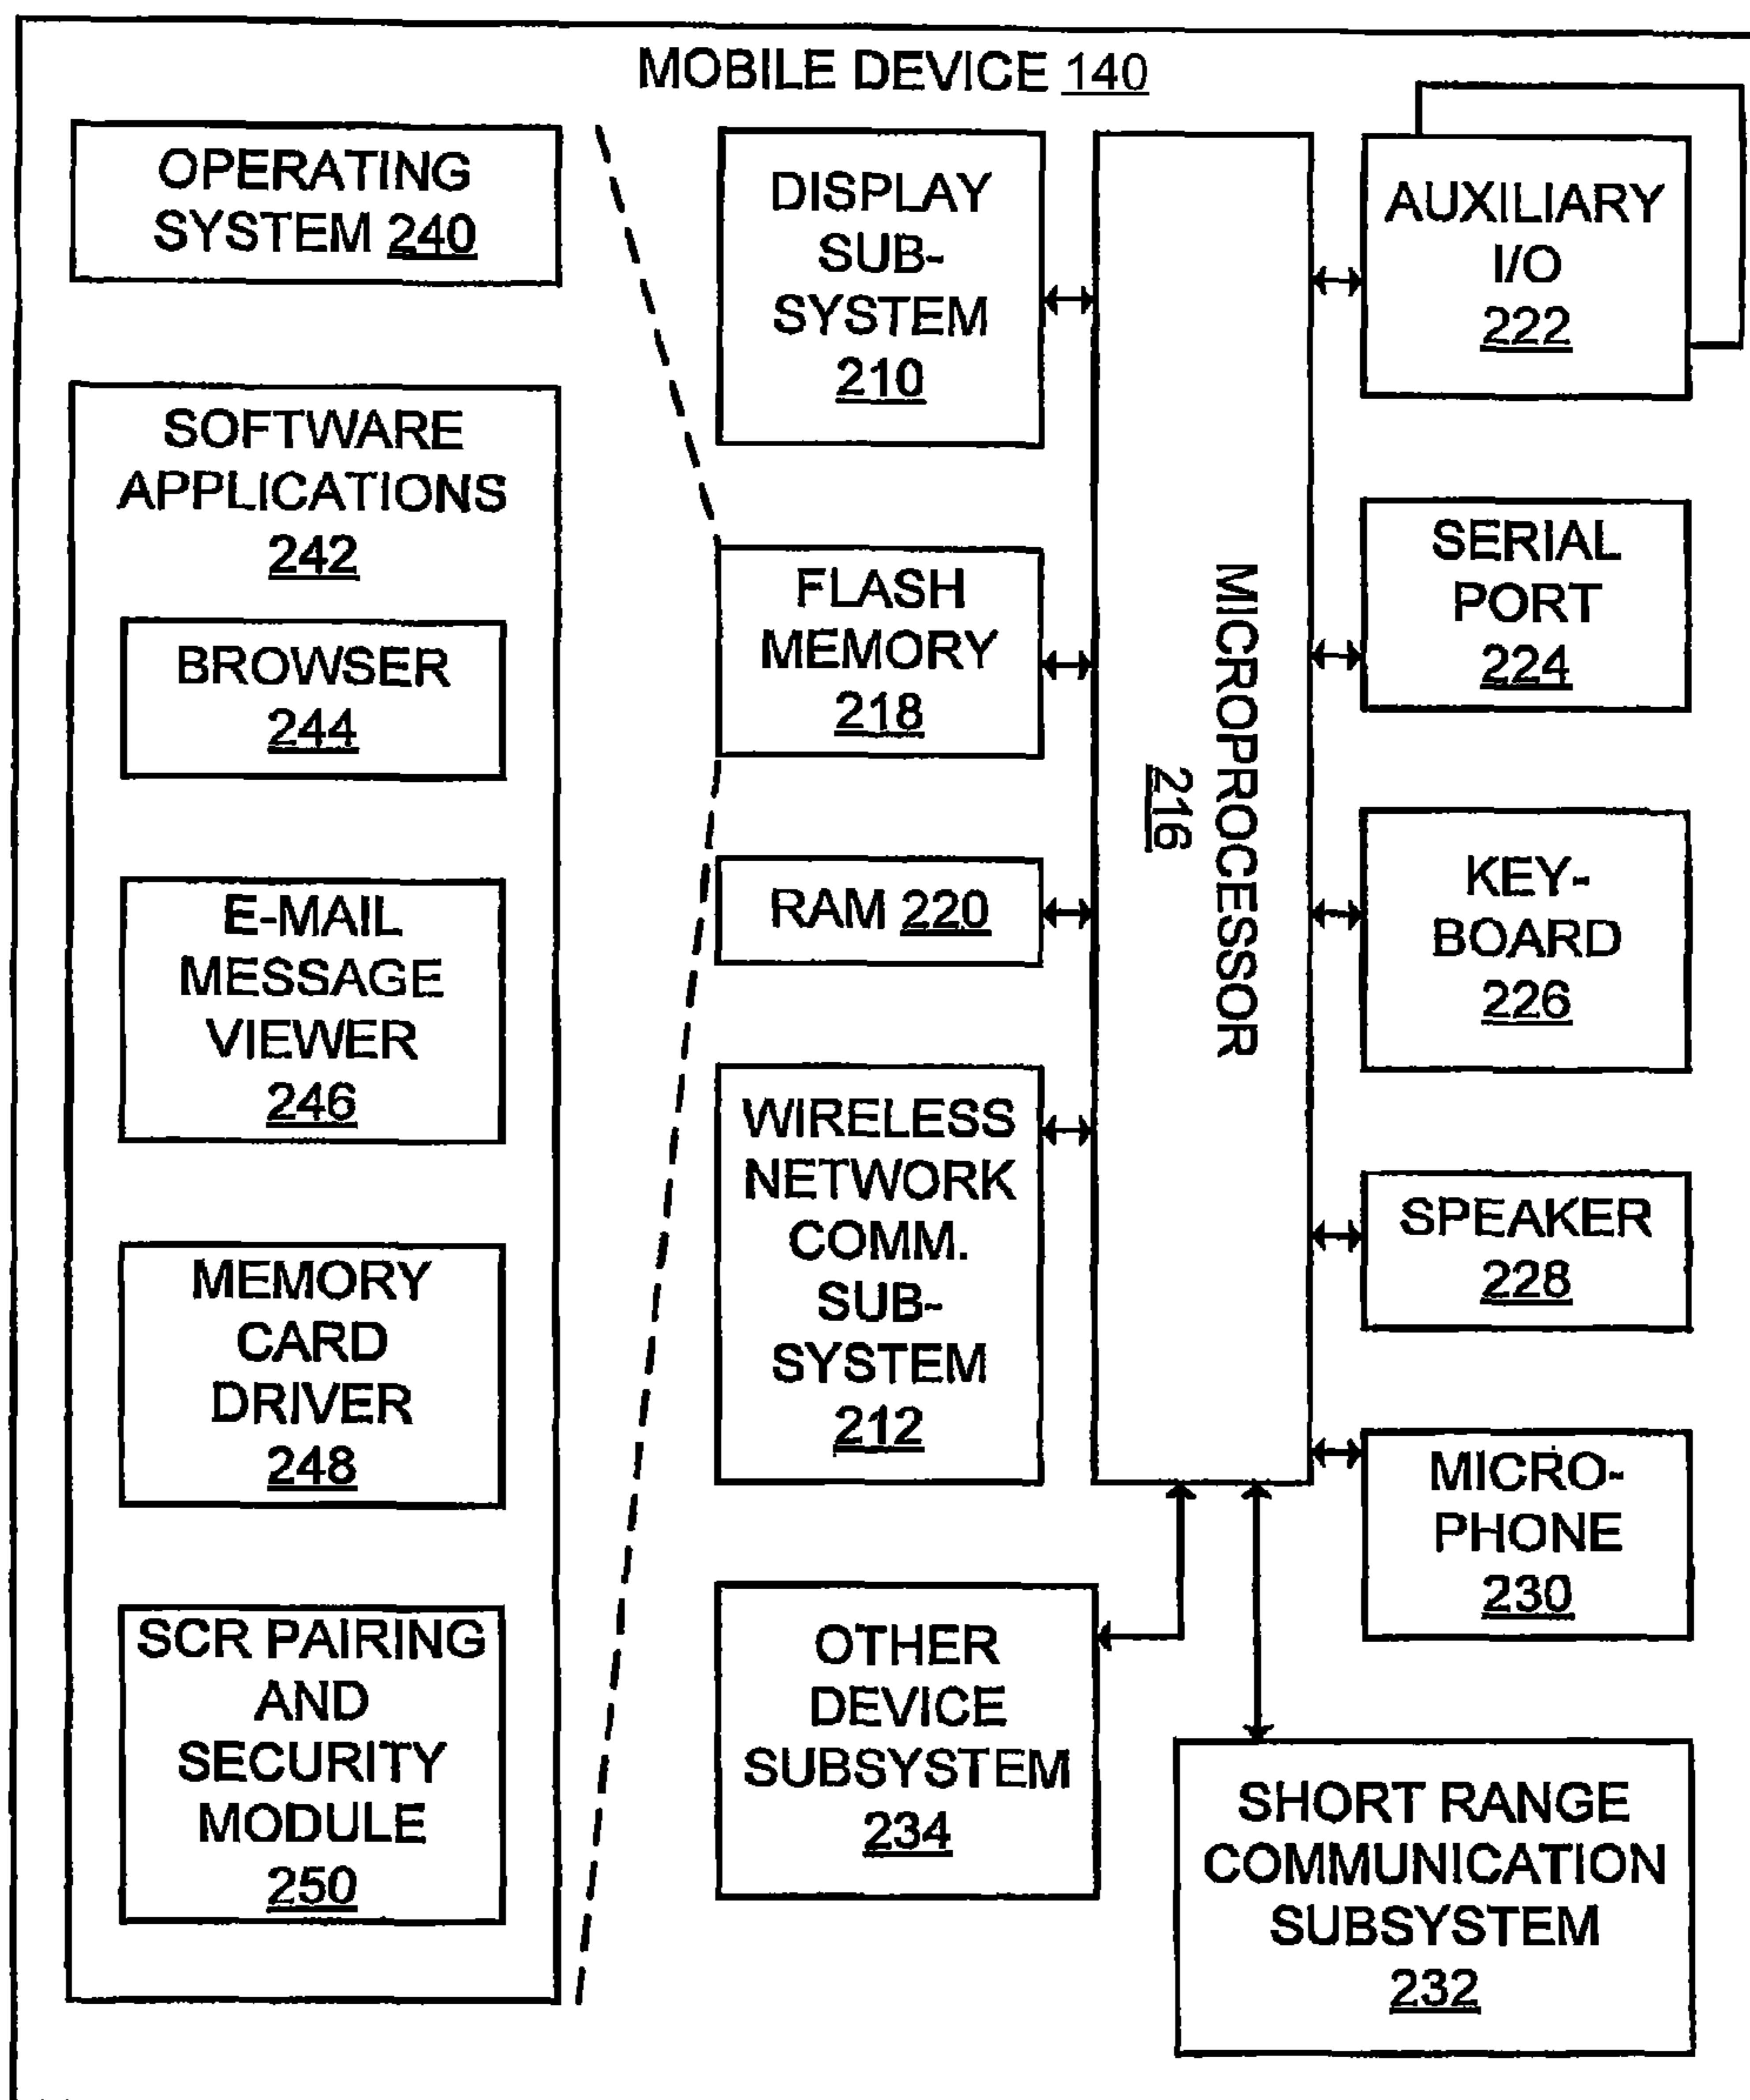 MOBILE DEVICE 140
OPERATING
SYSTEM 240
SOFTWARE
APPLICATIONS
242
BROWSER
244
E-MAIL
MESSAGE
VIEWER
246
MEMORY
CARD
DRIVER
248
SCR PAIRING
AND
SECURITY
MODULE
250
DISPLAY
SUB-
SYSTEM
210
FLASH
MEMORY
218
RAM 220
WIRELESS
NETWORK
COMM.
SUB-
SYSTEM
212
OTHER
DEVICE
SUBSYSTEM
234
MICROPROCESSOR
216
AUXILIARY
I/O
222
SERIAL
PORT
224
KEY-
BOARD
226
SPEAKER
228
MICRO-
PHONE
230
SHORT RANGE
COMMUNICATION
SUBSYSTEM
232